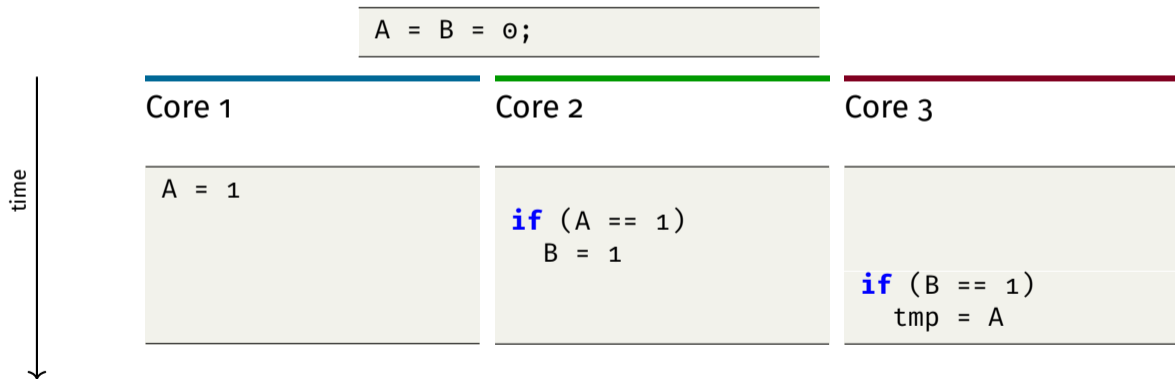 A = B = 0;
time
Core 1
A = 1
Core 2
if (A == 1)
B = 1
Core 3
if (B == 1)
tmp = A